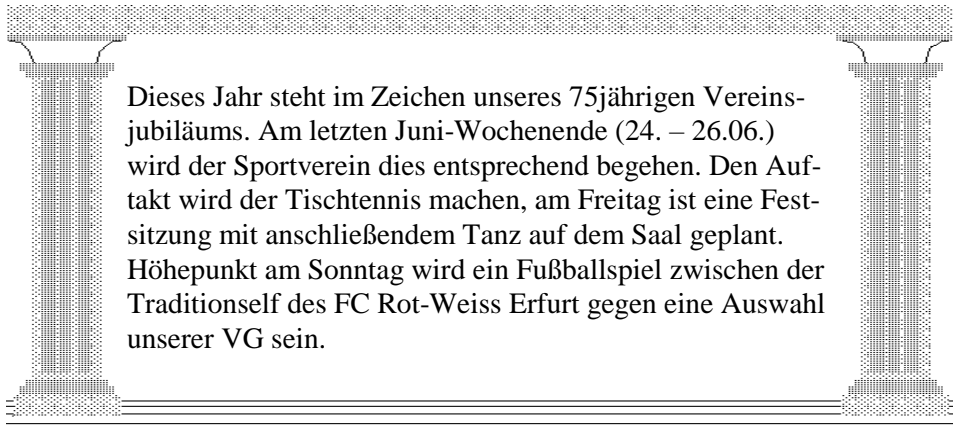 Dieses Jahr steht im Zeichen unseres 75jährigen Vereins-
jubiläums. Am letzten Juni-Wochenende (24. – 26.06.)
wird der Sportverein dies entsprechend begehen. Den Auf-
takt wird der Tischtennis machen, am Freitag ist eine Fest-
sitzung mit anschließendem Tanz auf dem Saal geplant.
Höhepunkt am Sonntag wird ein Fußballspiel zwischen der
Traditionself des FC Rot-Weiss Erfurt gegen eine Auswahl
unserer VG sein.